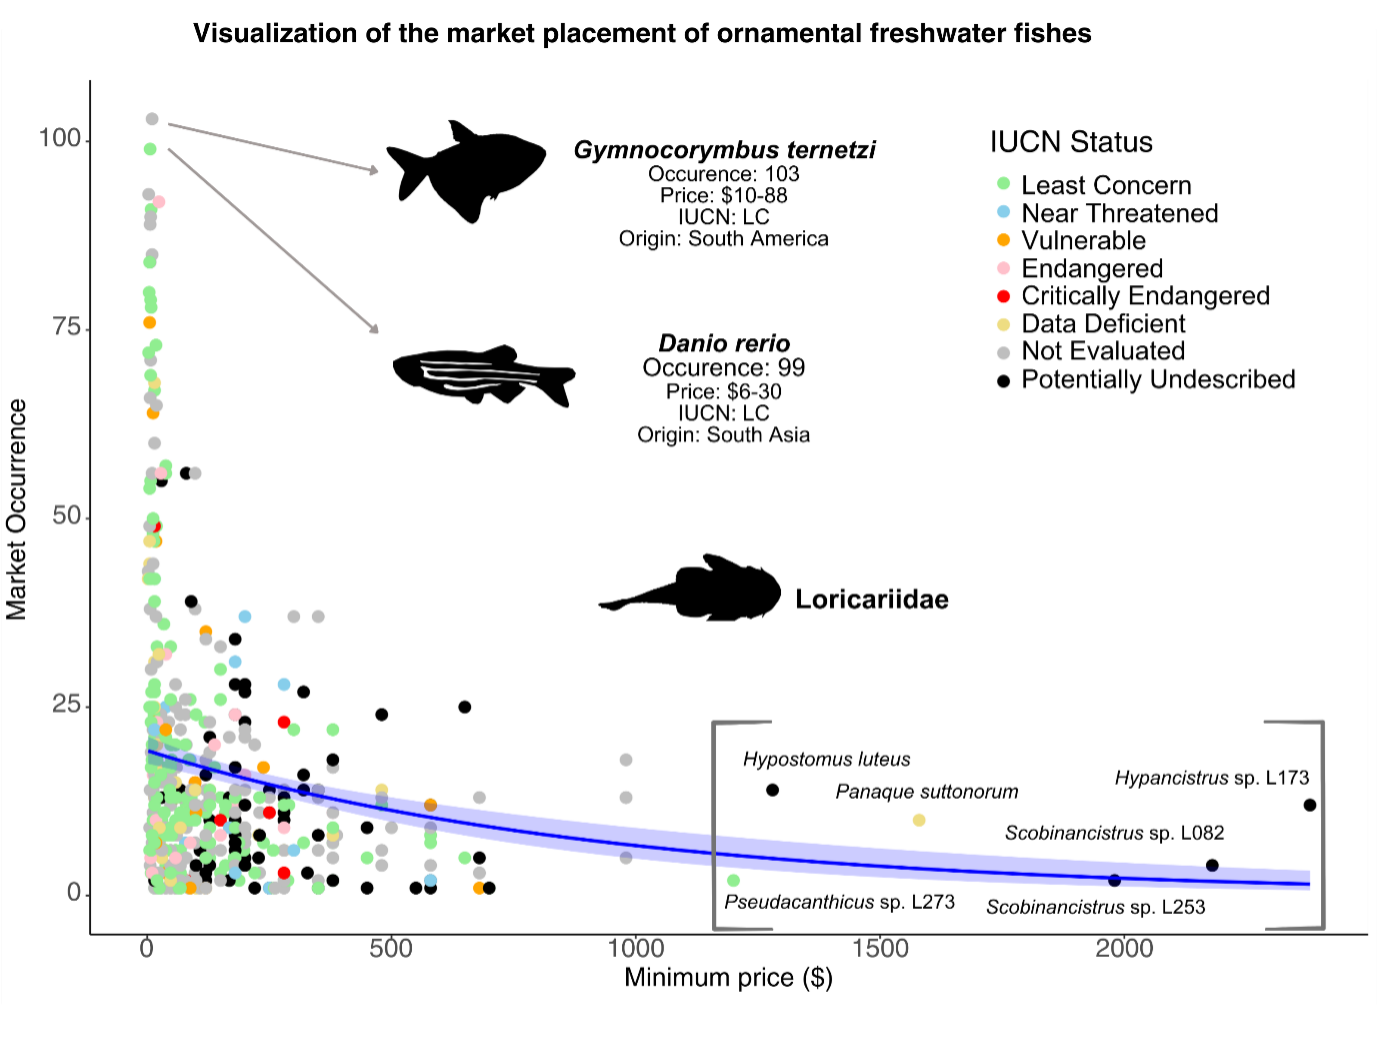 Visualization of the market placement of ornamental freshwater fishes
Market Occurrence
100
75
50
25
0
Gymnocorymbus ternetzi
Occurence: 103
Price: $10-88
IUCN: LC
Origin: South America
Danio rerio
Occurence: 99
Price: $6-30
IUCN: LC
Origin: South Asia
IUCN Status
Least Concern
Near Threatened
Vulnerable
Endangered
Critically Endangered
Data Deficient
Not Evaluated
Potentially Undescribed
Loricariidae
Hypostomus luteus
Hypancistrus sp. L173
Panaque suttonorum
Scobinancistrus sp. L082
Pseudacanthicus sp. L273
Scobinancistrus sp. L253
0
500
1000
1500
2000
Minimum price ($)